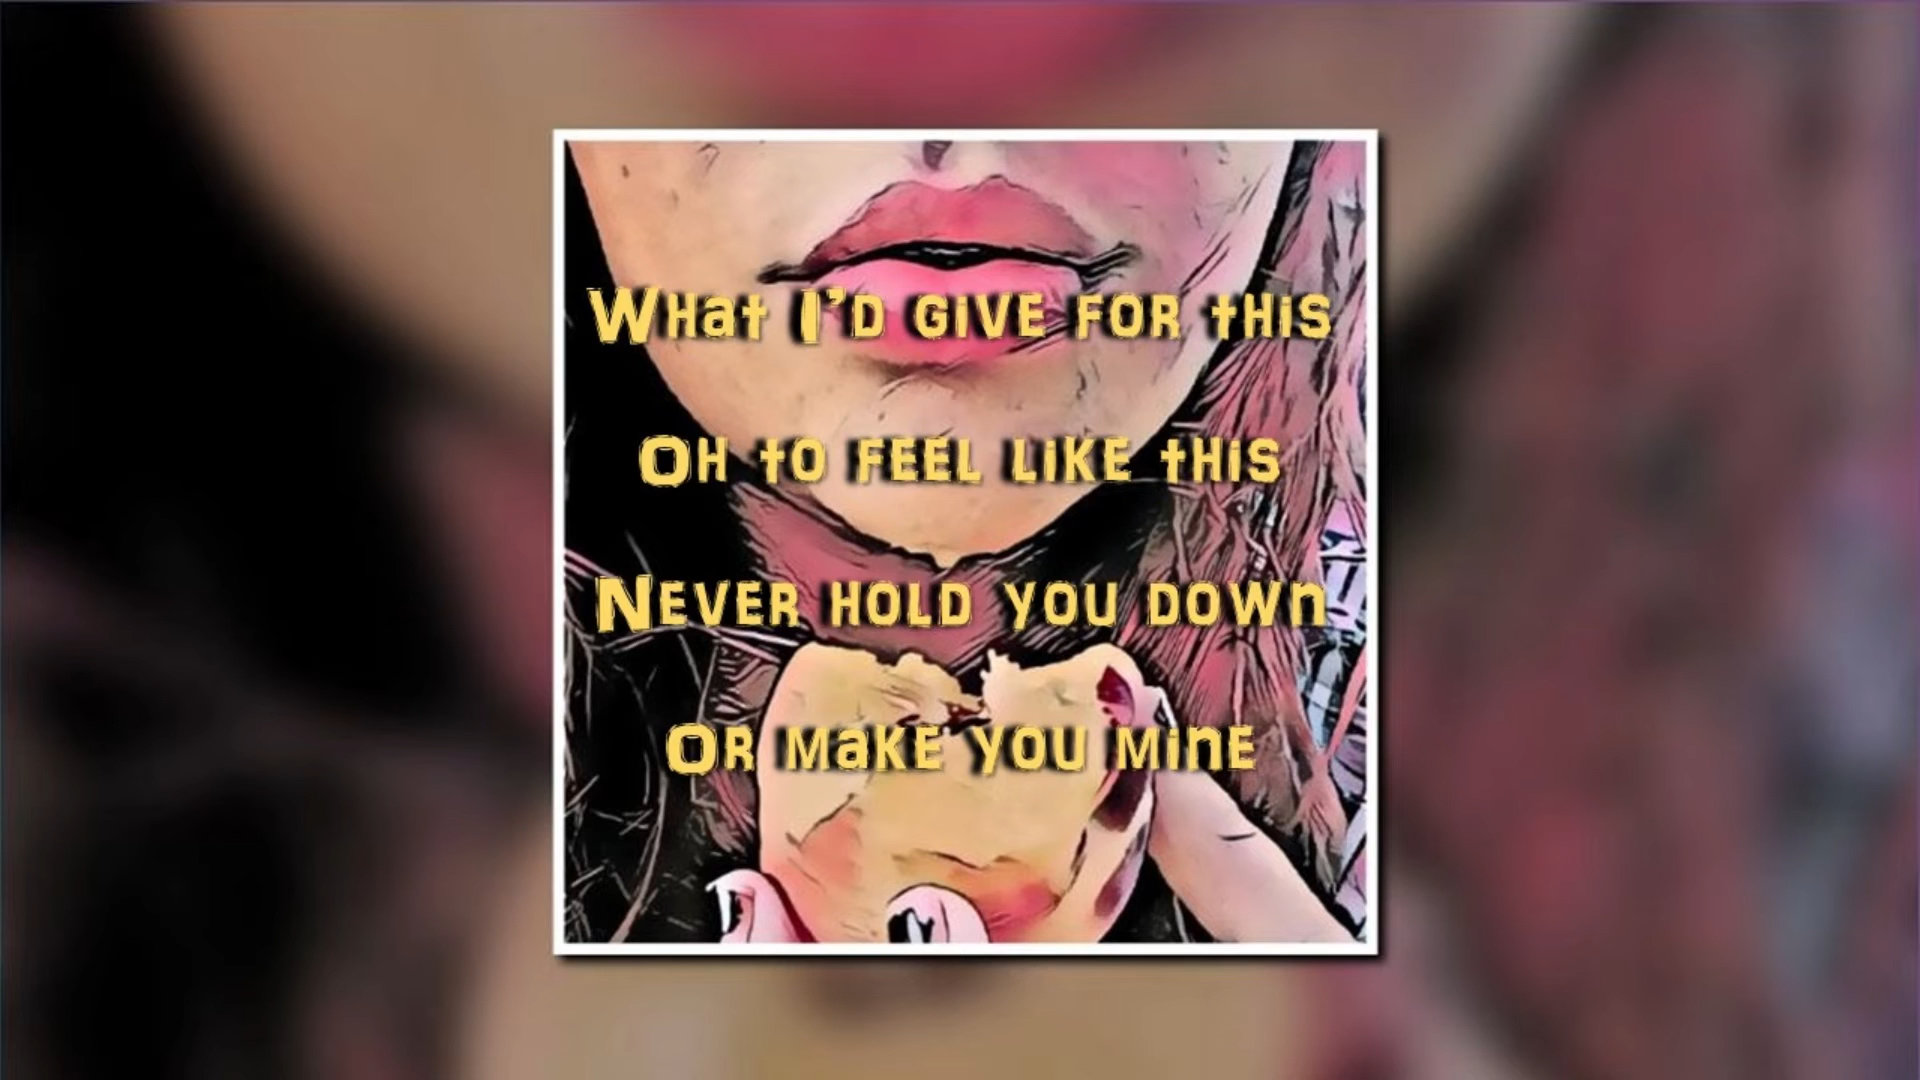 What I'd give for this
Oh to feel like this
Never hold you down
Or make you mine